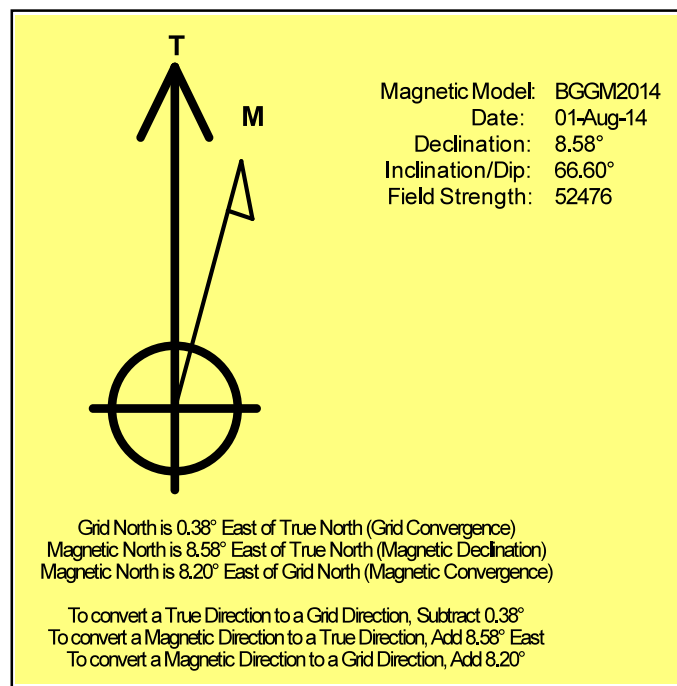 T
M
Magnetic Model: BGGM2014
Date: 01-Aug-14
Declination: 8.58°
Inclination/Dip: 66.60°
Field Strength: 52476
Grid North is 0.38° East of True North (Grid Convergence)
Magnetic North is 8.58° East of True North (Magnetic Declination)
Magnetic North is 8.20° East of Grid North (Magnetic Convergence)
To convert a True Direction to a Grid Direction, Subtract 0.38°
To convert a Magnetic Direction to a True Direction, Add 8.58° East
To convert a Magnetic Direction to a Grid Direction, Add 8.20°